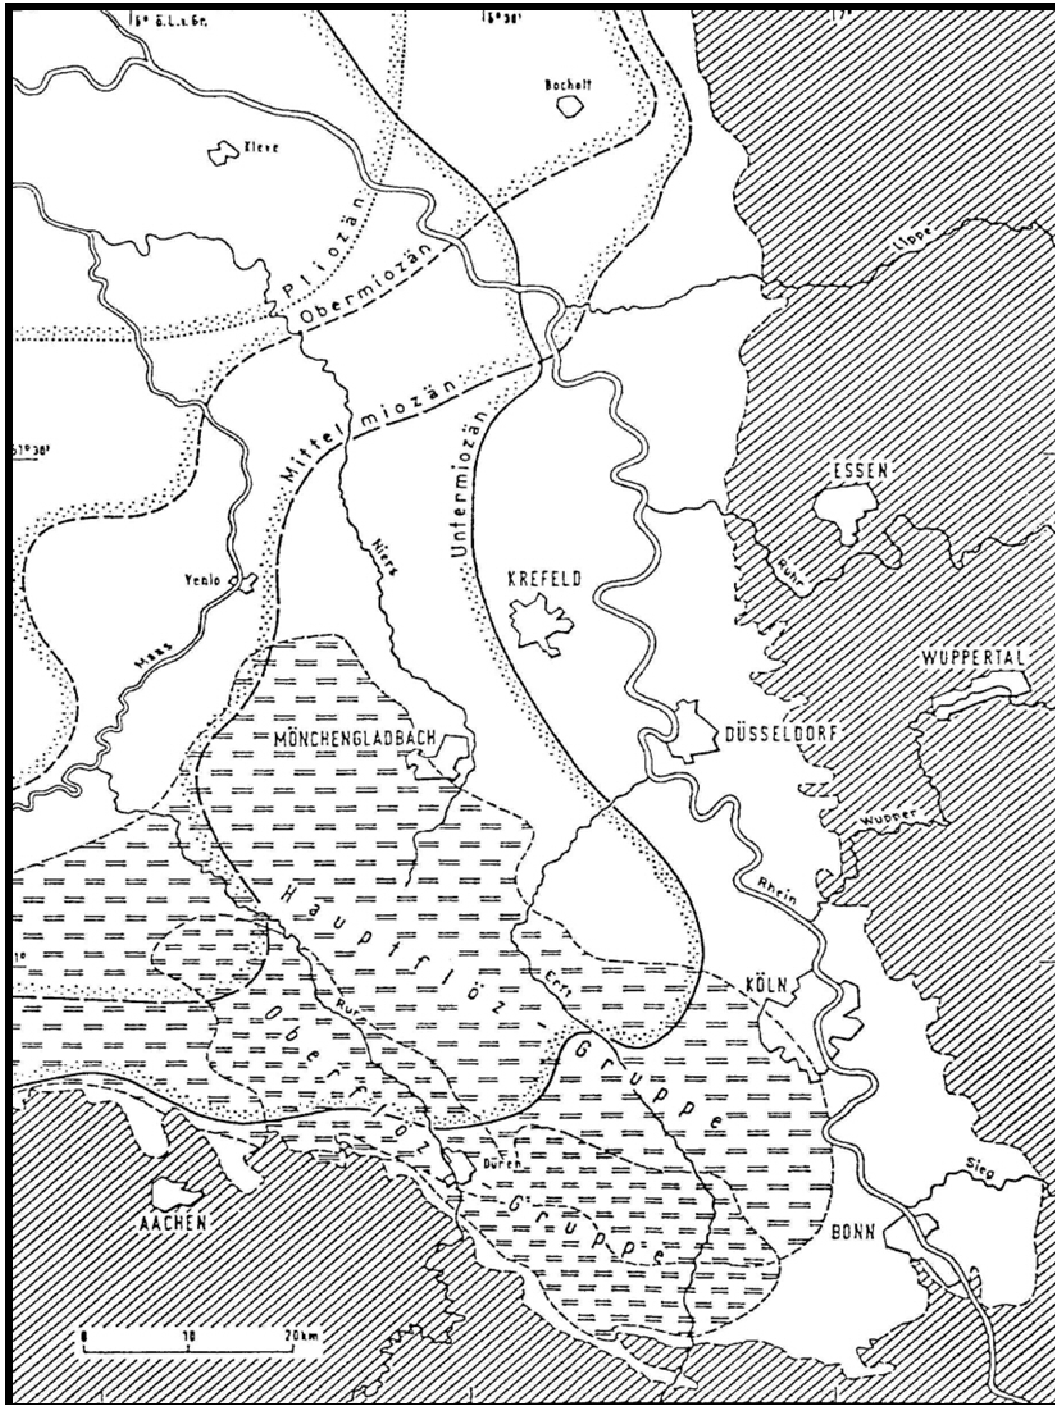 6° ö.L.v.Gr.
6°30'
7°
Bocholt
Kleve
Lippe
Pliozän
Obermiozän
Mittelmiozän
Untermiozän
51°30'
ESSEN
Niers
Ruhr
Venlo
KREFELD
Maas
WUPPERTAL
MÖNCHENGLADBACH
DÜSSELDORF
Wupper
Rhein
Hauptflöz-
Gruppe
Erft
KÖLN
Rur
Oberflöz-
Gruppe
Düren
Sieg
AACHEN
BONN
0 10 20km